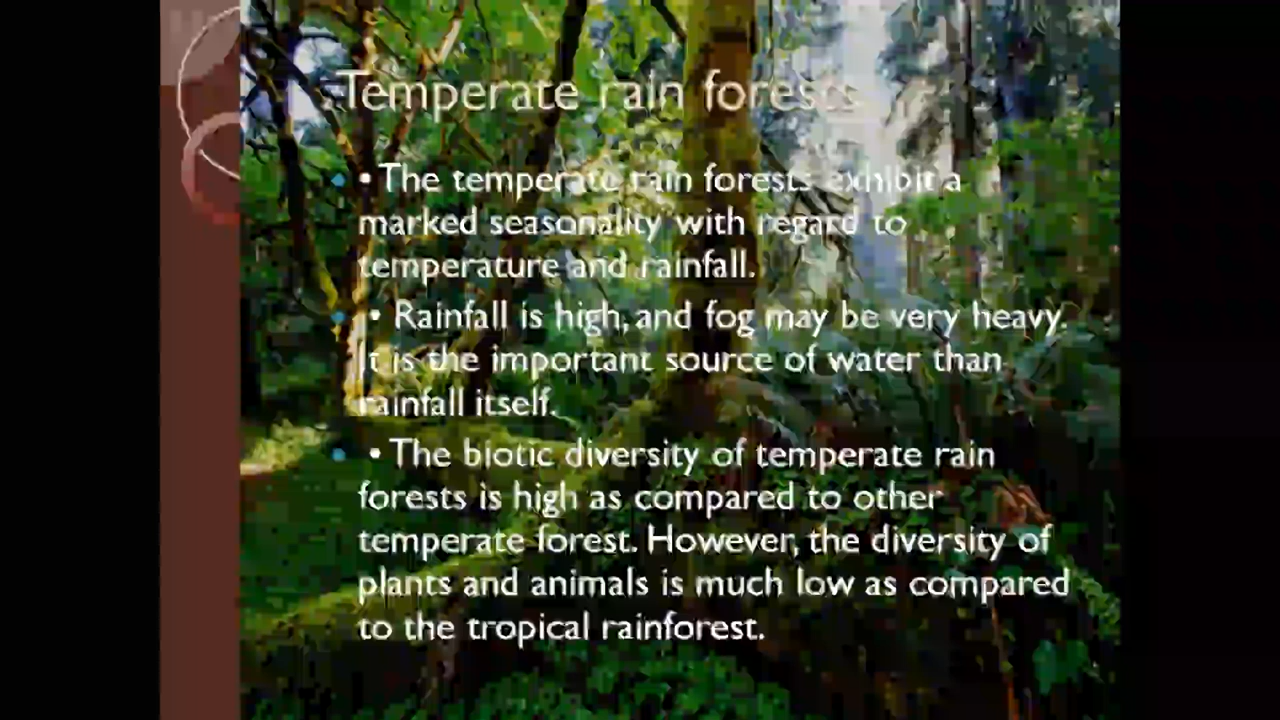 Temperate rain forests
• • The temperate rain forests exhibit a
marked seasonality with regard to
temperature and rainfall.
• • Rainfall is high, and fog may be very heavy.
It is the important source of water than
rainfall itself.
• • The biotic diversity of temperate rain
forests is high as compared to other
temperate forest. However, the diversity of
plants and animals is much low as compared
to the tropical rainforest.